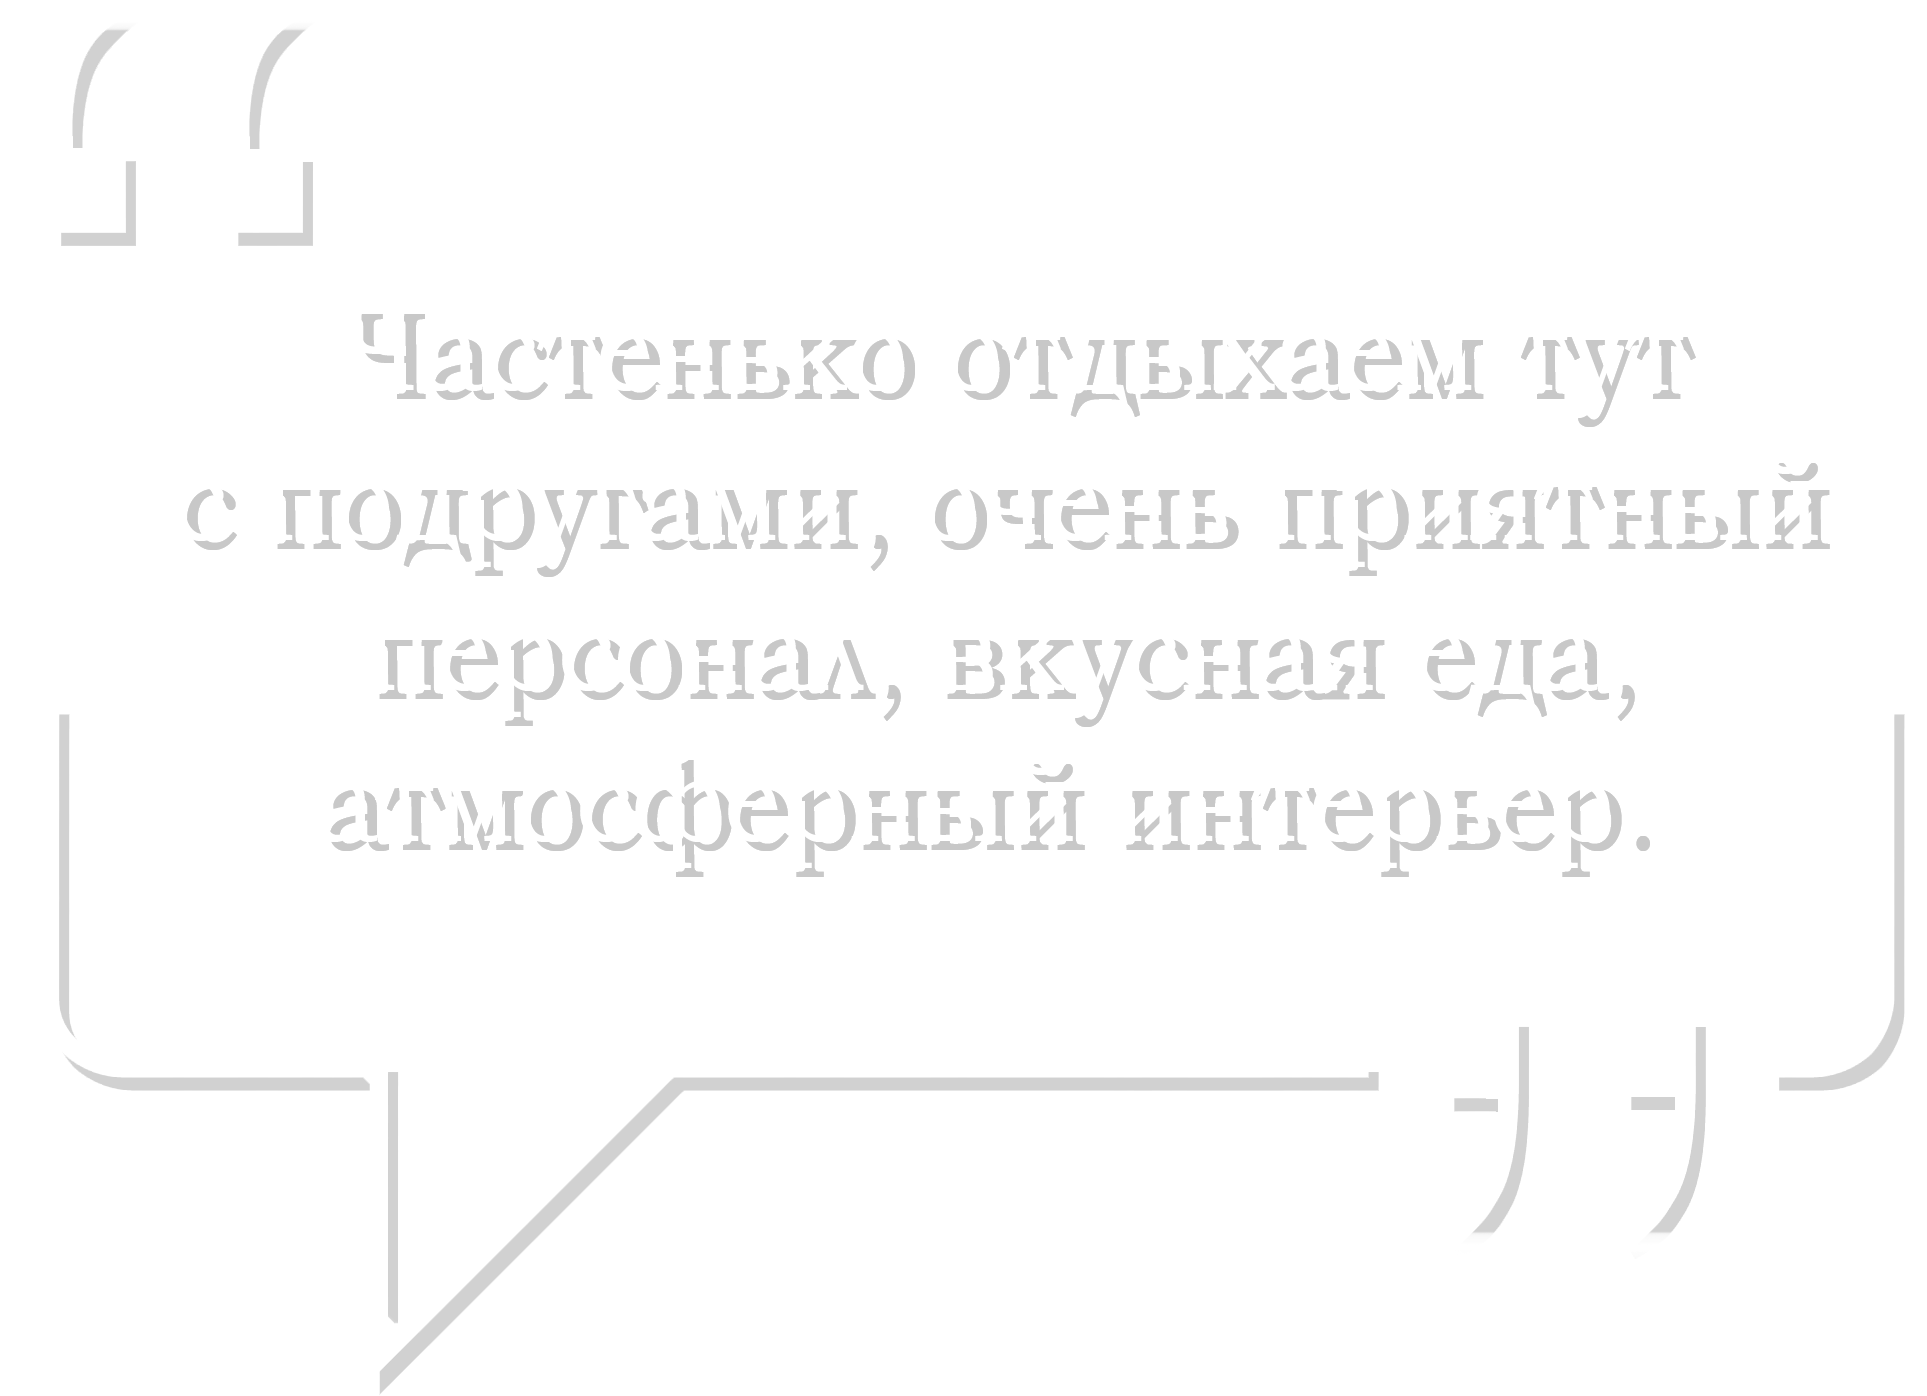 Частенько отдыхаем тут
с подругами, очень приятный
персонал, вкусная еда,
атмосферный интерьер.